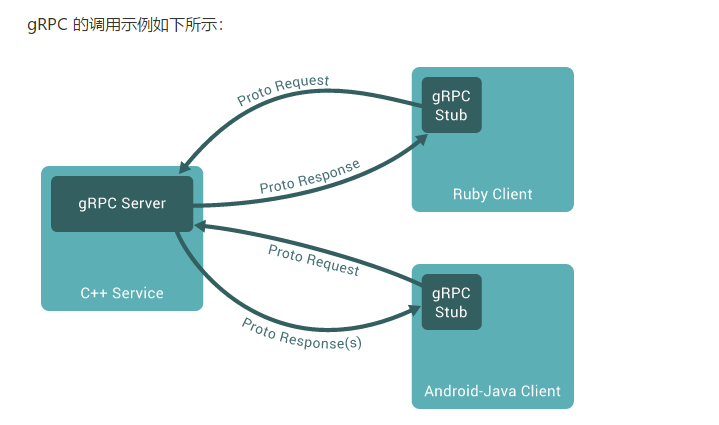 gRPC 的调用示例如下所示：
Proto Request
gRPC
Stub
Proto Response
Ruby Client
gRPC Server
Proto Request
C++ Service
gRPC
Stub
Proto Response(s)
Android-Java Client